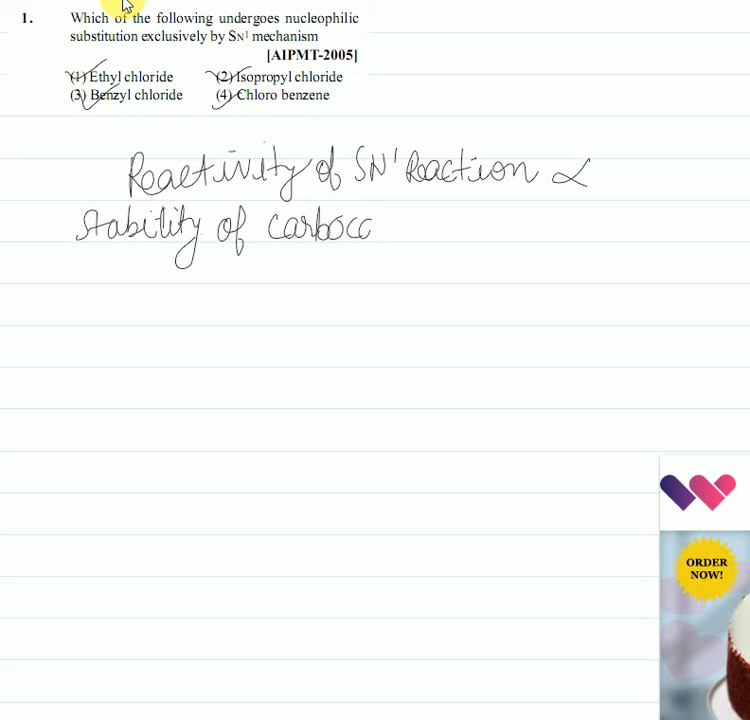 1. Which of the following undergoes nucleophilic
substitution exclusively by SN¹ mechanism
[AIPMT-2005]
(1) Ethyl chloride (2) Isopropyl chloride
(3) Benzyl chloride (4) Chloro benzene
Reactivity of SN¹ Reaction ∝
Stability of carbocc
ORDER
NOW!